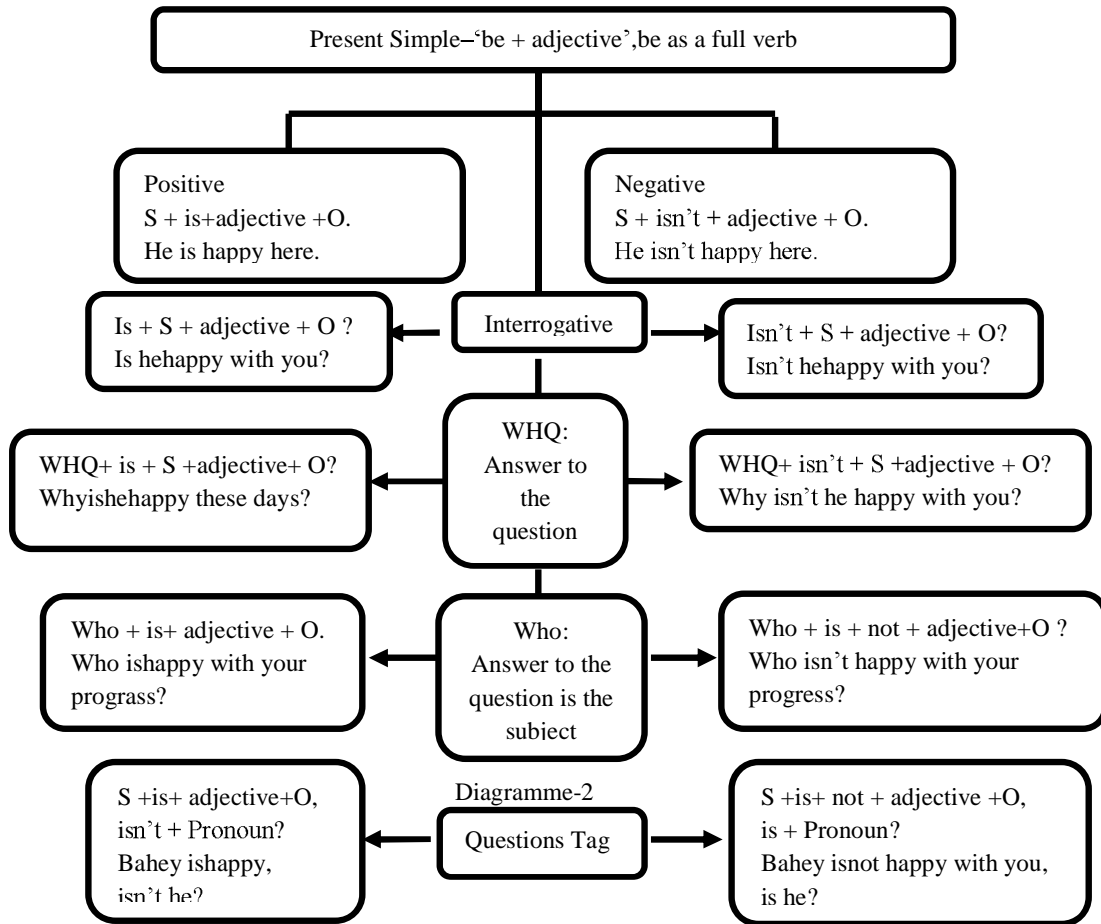 Present Simple–‘be + adjective’,be as a full verb
Positive
S + is+adjective +O.
He is happy here.
Negative
S + isn’t + adjective + O.
He isn’t happy here.
Is + S + adjective + O ?
Is hehappy with you?
Interrogative
Isn’t + S + adjective + O?
Isn’t hehappy with you?
WHQ+ is + S +adjective+ O?
Whyishehappy these days?
WHQ:
Answer to
the
question
WHQ+ isn’t + S +adjective + O?
Why isn’t he happy with you?
Who + is+ adjective + O.
Who ishappy with your
prograss?
Who:
Answer to the
question is the
subject
Who + is + not + adjective+O ?
Who isn’t happy with your
progress?
S +is+ adjective+O,
isn’t + Pronoun?
Bahey ishappy,
isn’t he?
Diagramme-2
Questions Tag
S +is+ not + adjective +O,
is + Pronoun?
Bahey isnot happy with you,
is he?